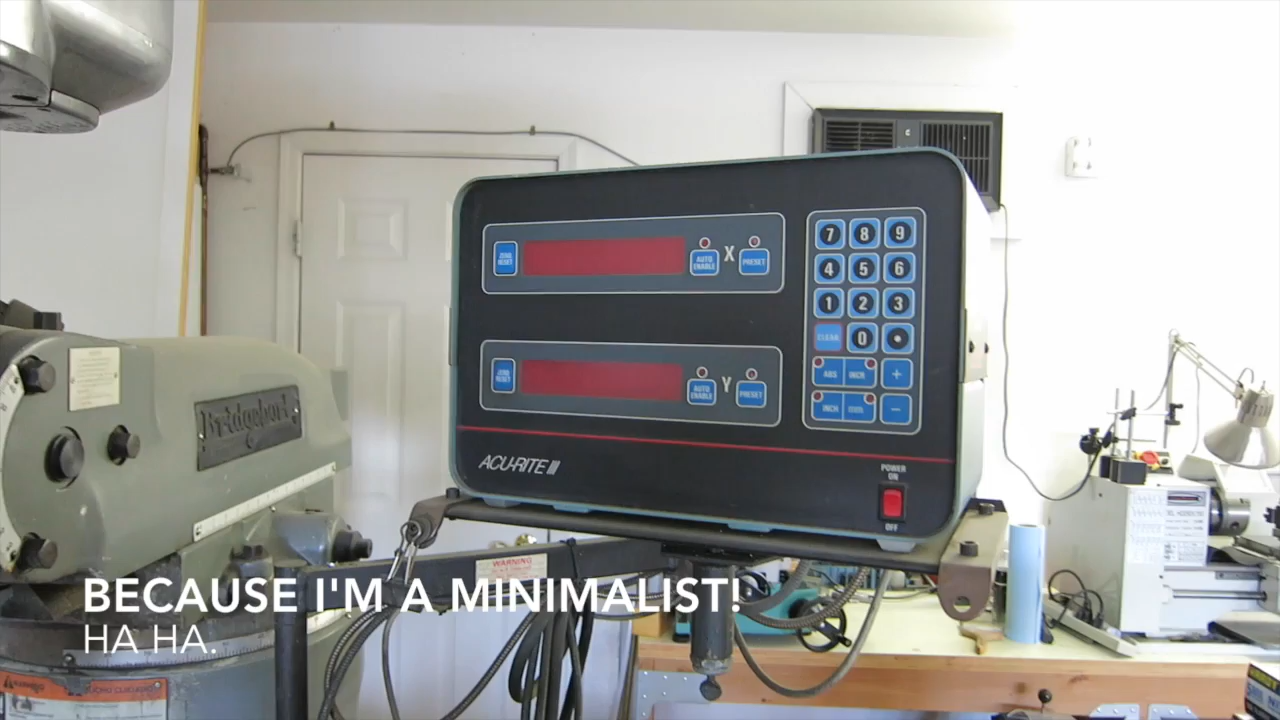 ZERO RESET
AUTO ENABLE
X
PRESET
ZERO RESET
AUTO ENABLE
Y
PRESET
7 8 9
4 5 6
1 2 3
CLEAR 0
ABS INCR +
INCH mm −
ACU-RITE III
POWER
ON
OFF
Bridgeport
WARNING
BECAUSE I'M A MINIMALIST!
HA HA.